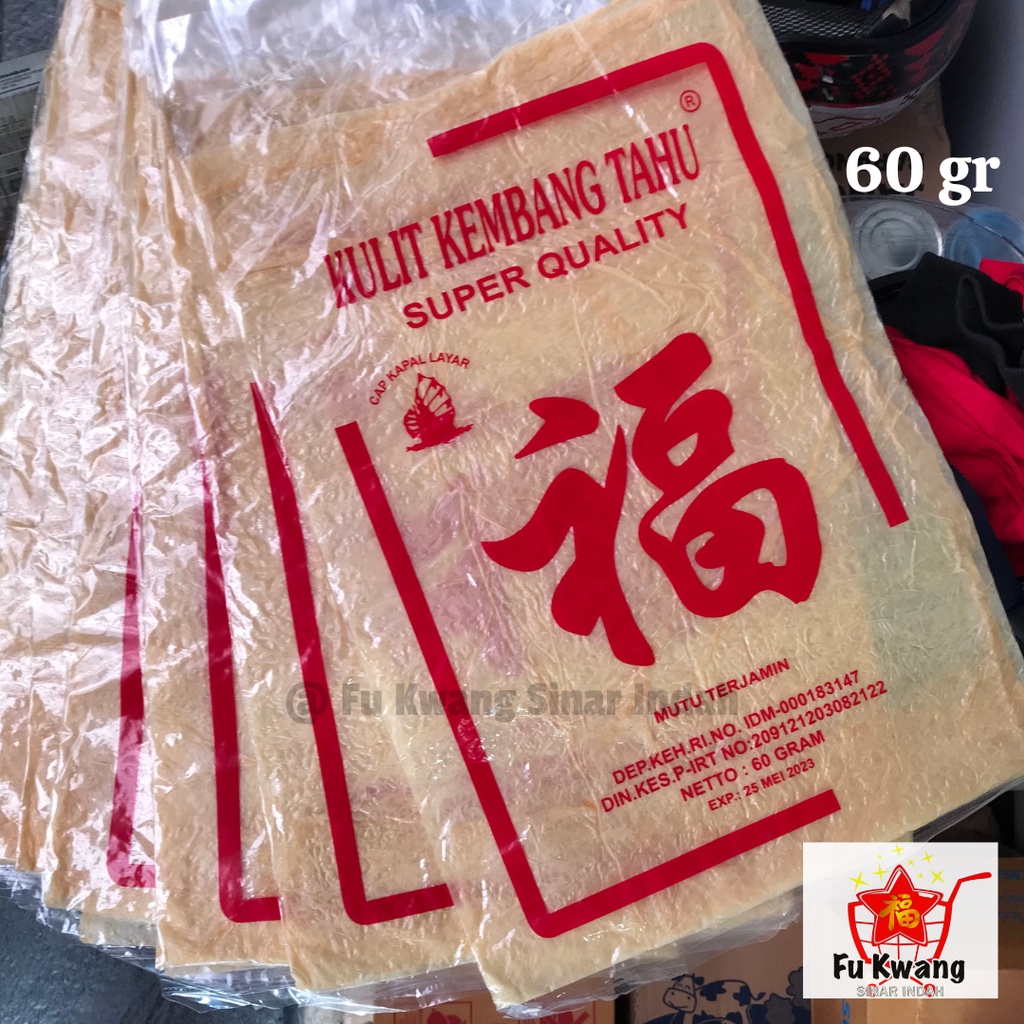 ®
KULIT KEMBANG TAHU
SUPER QUALITY
60 gr
CAP KAPAL LAYAR
福
@ Fu Kwang Sinar Indah
MUTU TERJAMIN
DEP.KEH.RI.NO. IDM-000183147
DIN.KES.P-IRT NO:209121203082122
NETTO : 60 GRAM
EXP.: 25 MEI 2023
福
Fu Kwang
SINAR INDAH